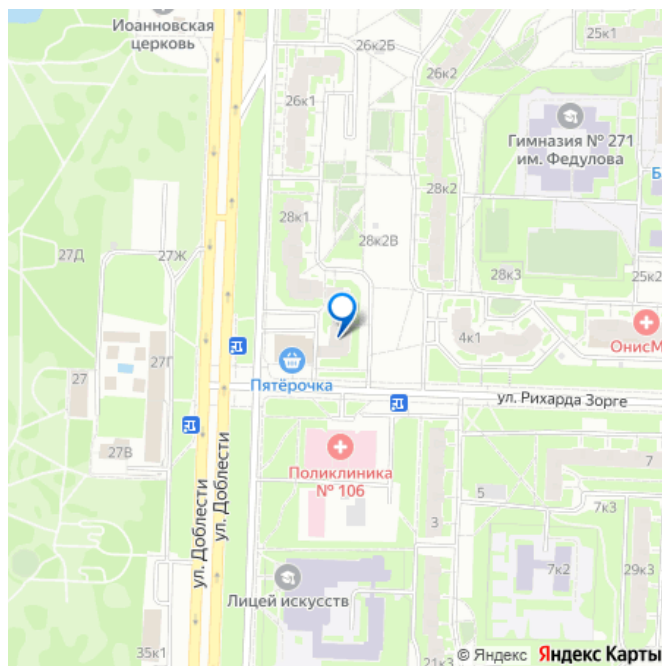 Иоанновская
церковь
26к2Б
25к1
26к2
26к1
Гимназия № 271
им. Федулова
Б
28к2
28к1
28к2В
27Д
27Ж
28к3
25к2
4к1
ОнисМ
27Г
27
Пятёрочка
ул. Рихарда Зорге
27В
Поликлиника
№ 106
ул. Доблести
ул. Доблести
7
5
7к3
3
7к2
29к3
Лицей искусств
35к1
21к3
© Яндекс Яндекс Карты